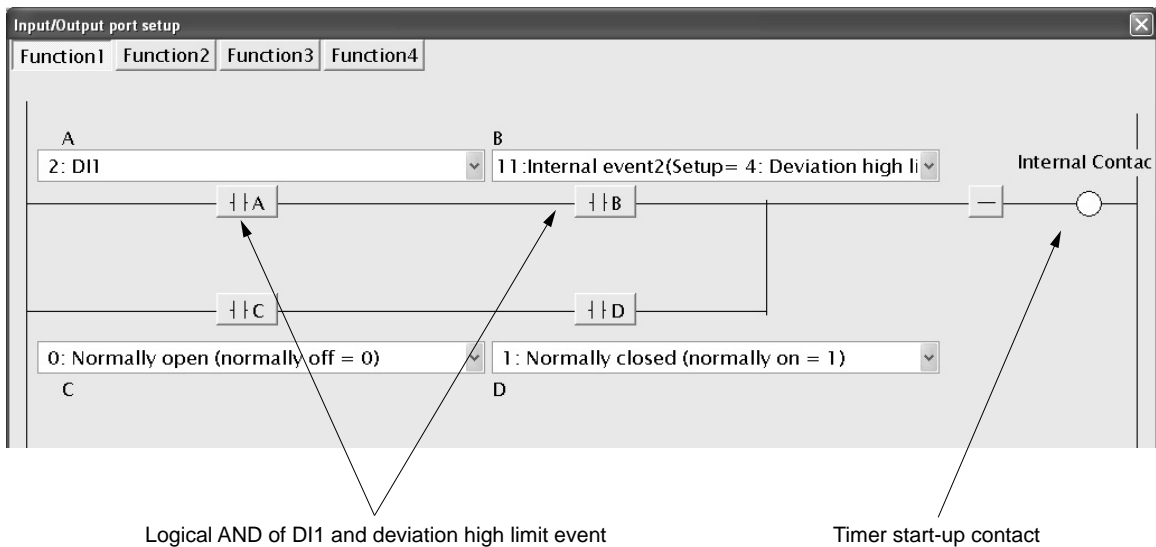 Input/Output port setup
Function1 Function2 Function3 Function4
A B
2: DI1 11:Internal event2(Setup= 4: Deviation high li Internal Contac
A B
C D
0: Normally open (normally off = 0) 1: Normally closed (normally on = 1)
C D
Logical AND of DI1 and deviation high limit event Timer start-up contact